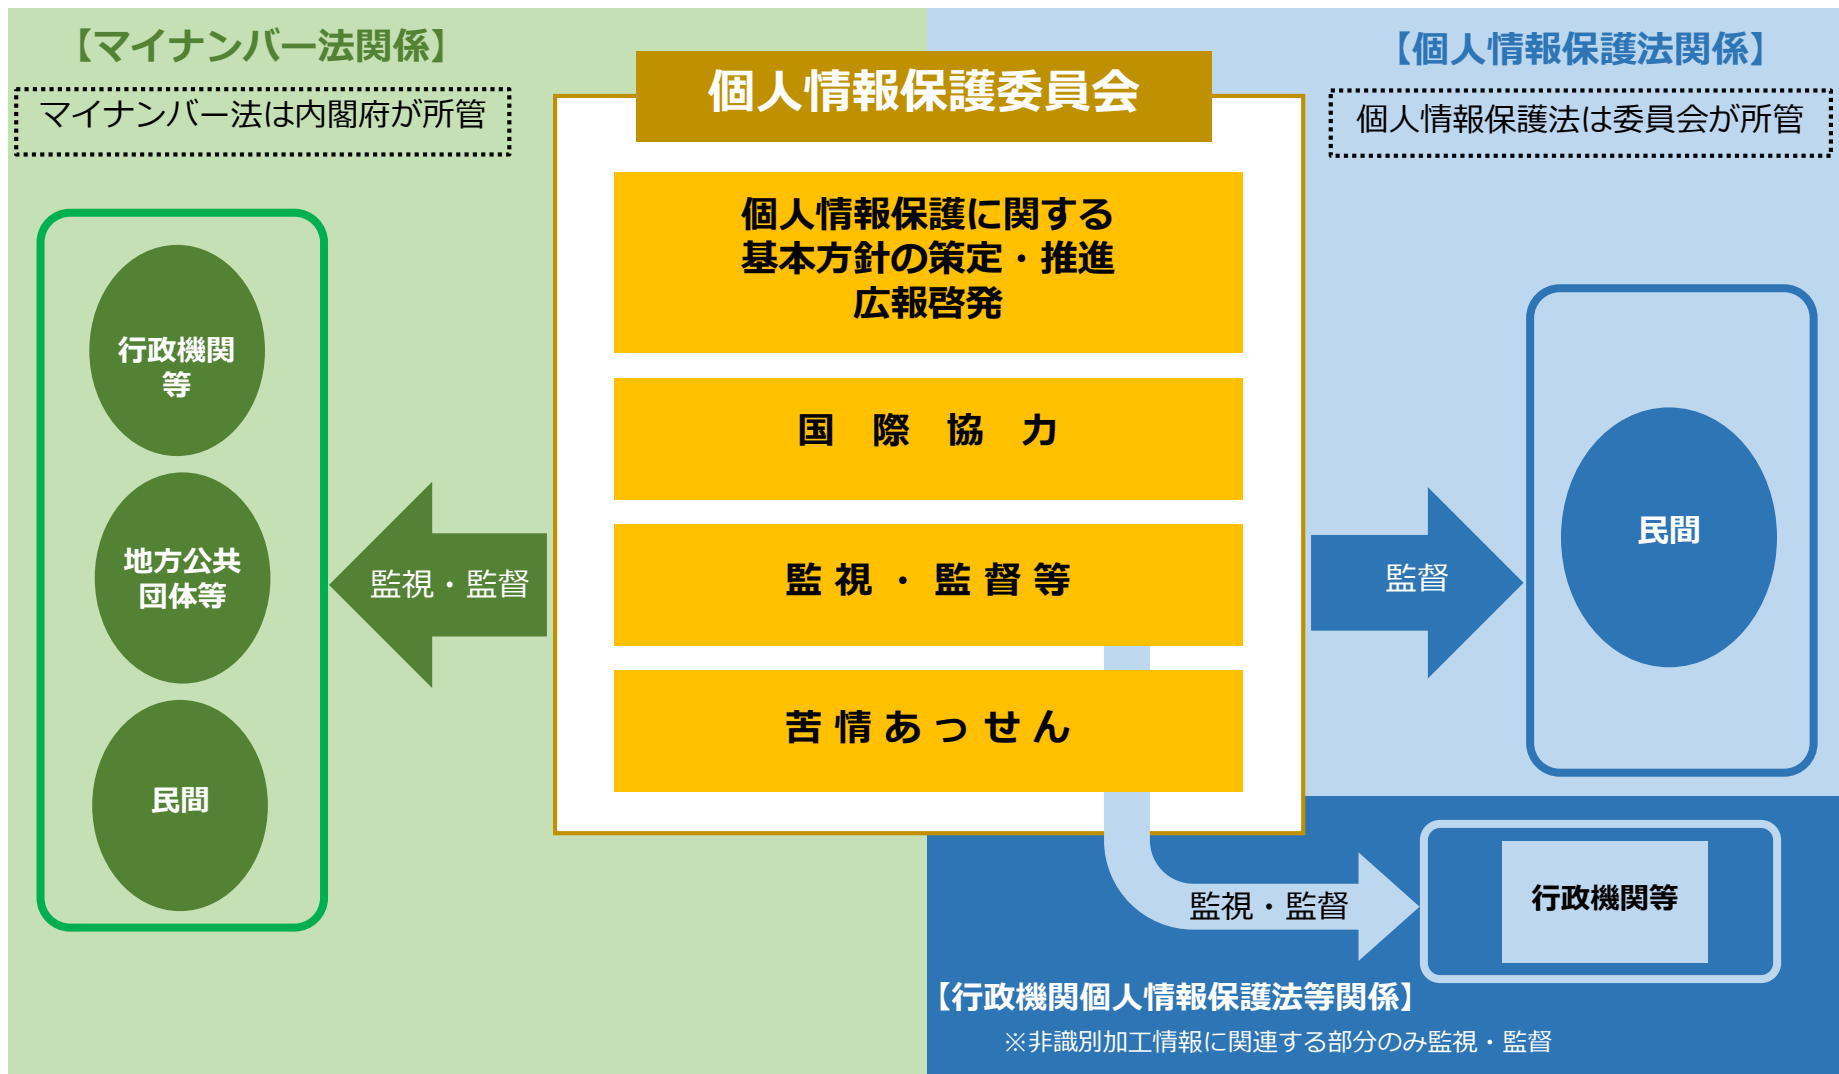 【マイナンバー法関係】
マイナンバー法は内閣府が所管
行政機関
等
地方公共
団体等
民間
監視・監督
個人情報保護委員会
個人情報保護に関する
基本方針の策定・推進
広報啓発
国　際　協　力
監 視 ・ 監 督 等
苦 情 あ っ せ ん
【個人情報保護法関係】
個人情報保護法は委員会が所管
監督
民間
監視・監督
行政機関等
【行政機関個人情報保護法等関係】
※非識別加工情報に関連する部分のみ監視・監督